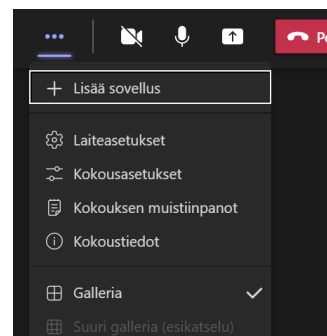 Lisää sovellus
Laiteasetukset
Kokousasetukset
Kokouksen muistiinpanot
Kokoustiedot
Galleria
Suuri galleria (esikatselu)